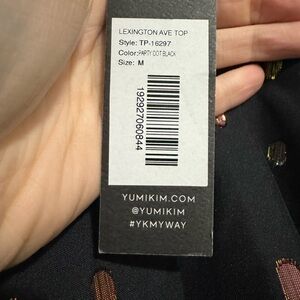 LEXINGTON AVE TOP
Style: TP-16297
Color:PARTY DOT BLACK
Size: M
192927060844
YUMIKIM.COM
@YUMIKIM
#YKMYWAY